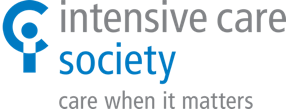 intensive care
society
care when it matters